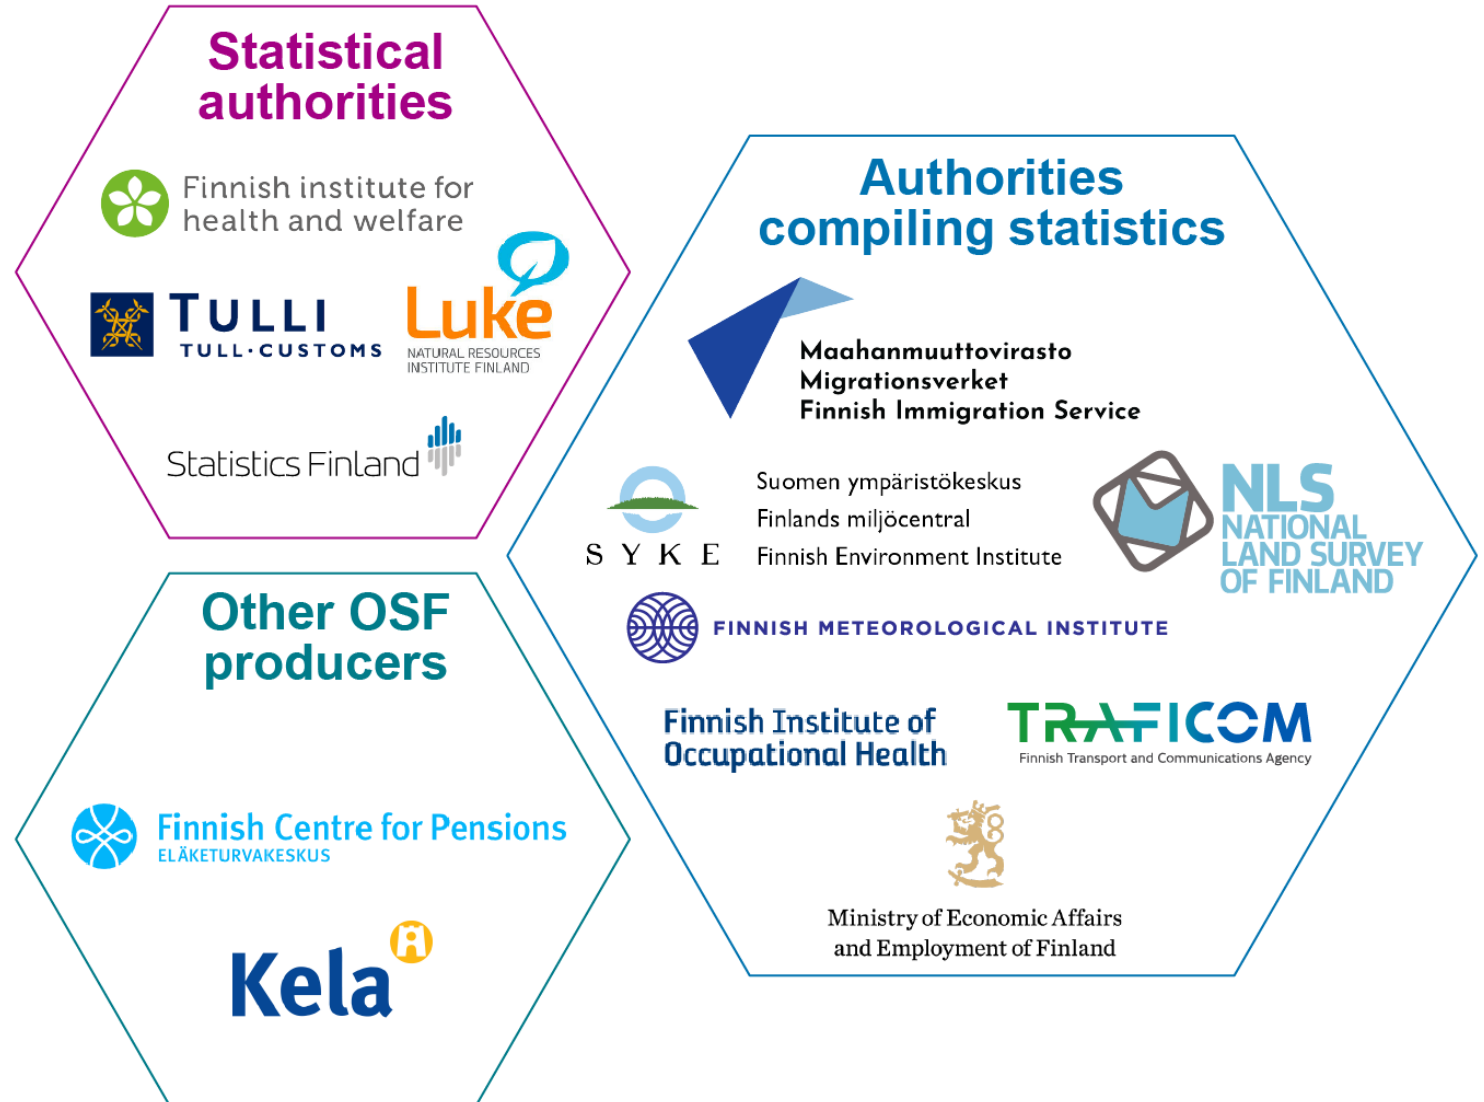 Statistical
authorities
Finnish institute for
health and welfare
TULLI
TULL·CUSTOMS
Luke
NATURAL RESOURCES
INSTITUTE FINLAND
Statistics Finland
Authorities
compiling statistics
Maahanmuuttovirasto
Migrationsverket
Finnish Immigration Service
SYKE
Suomen ympäristökeskus
Finlands miljöcentral
Finnish Environment Institute
NLS
NATIONAL
LAND SURVEY
OF FINLAND
FINNISH METEOROLOGICAL INSTITUTE
Finnish Institute of
Occupational Health
TRAFICOM
Finnish Transport and Communications Agency
Ministry of Economic Affairs
and Employment of Finland
Other OSF
producers
Finnish Centre for Pensions
ELÄKETURVAKESKUS
Kela